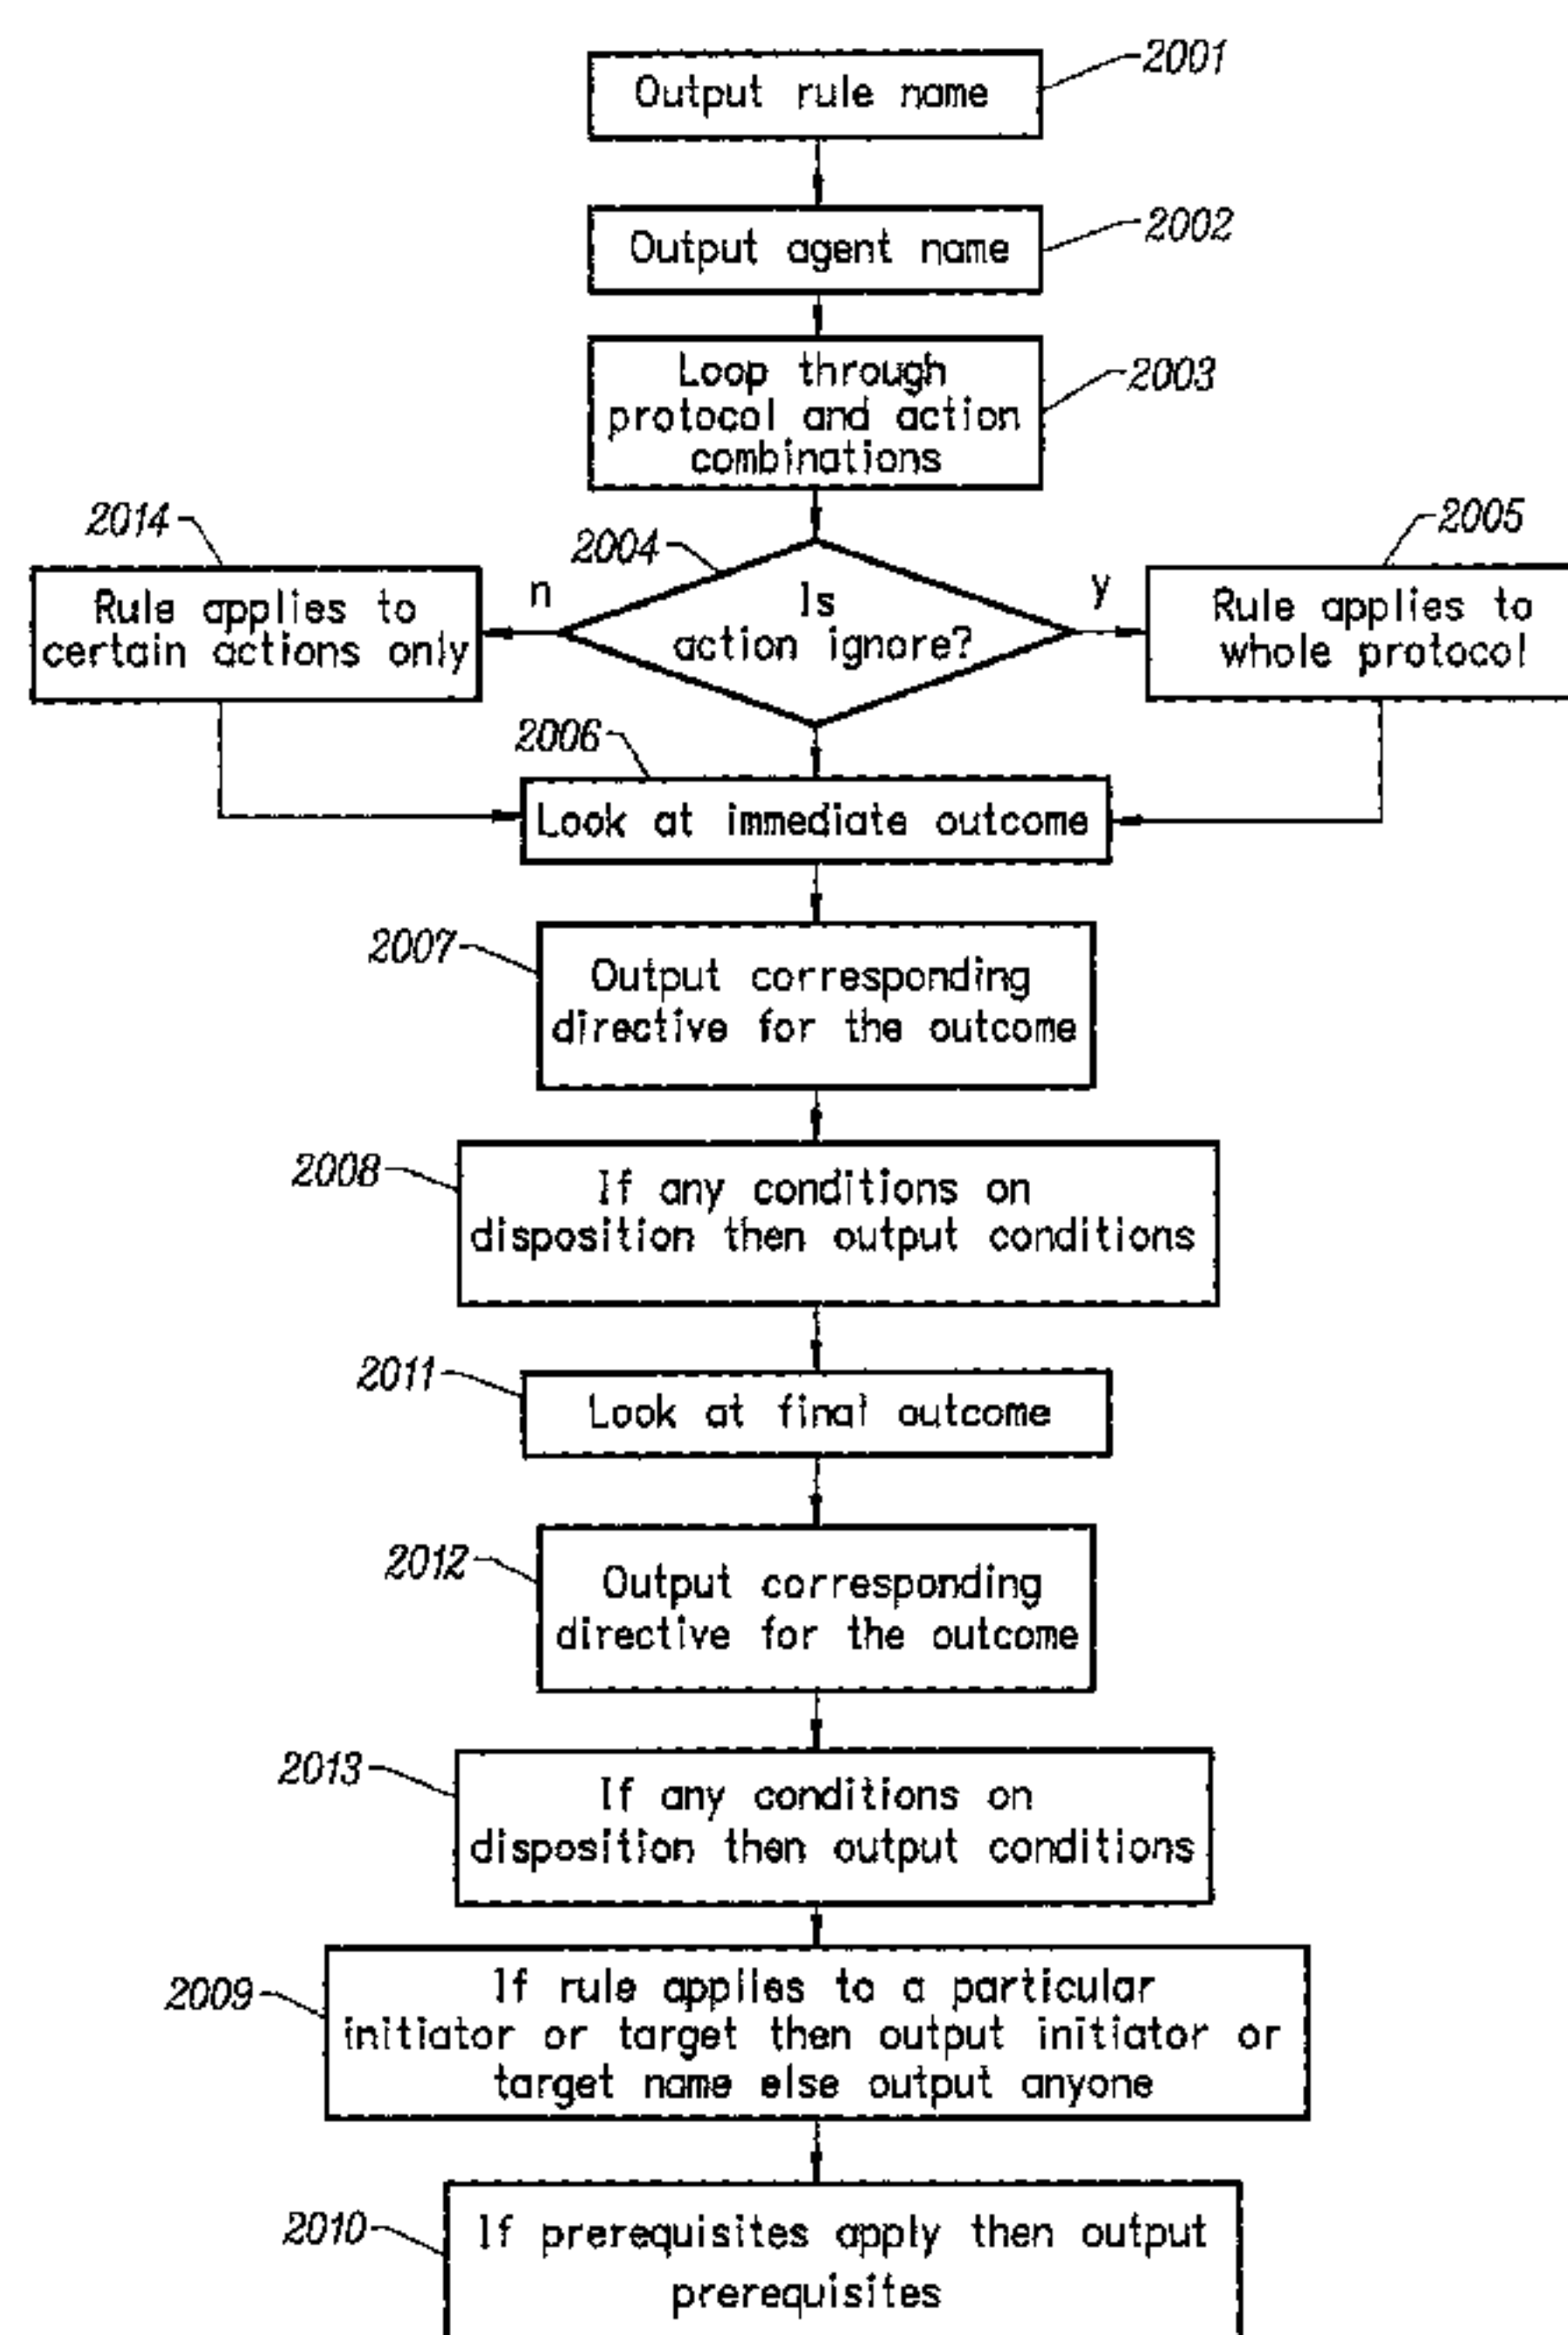 2001
Output rule name
2002
Output agent name
2003
Loop through
protocol and action
combinations
2014
2004
2005
n
y
Rule applies to
certain actions only
Is
action ignore?
Rule applies to
whole protocol
2006
Look at immediate outcome
2007
Output corresponding
directive for the outcome
2008
If any conditions on
disposition then output conditions
2011
Look at final outcome
2012
Output corresponding
directive for the outcome
2013
If any conditions on
disposition then output conditions
2009
If rule applies to a particular
initiator or target then output initiator or
target name else output anyone
2010
If prerequisites apply then output
prerequisites